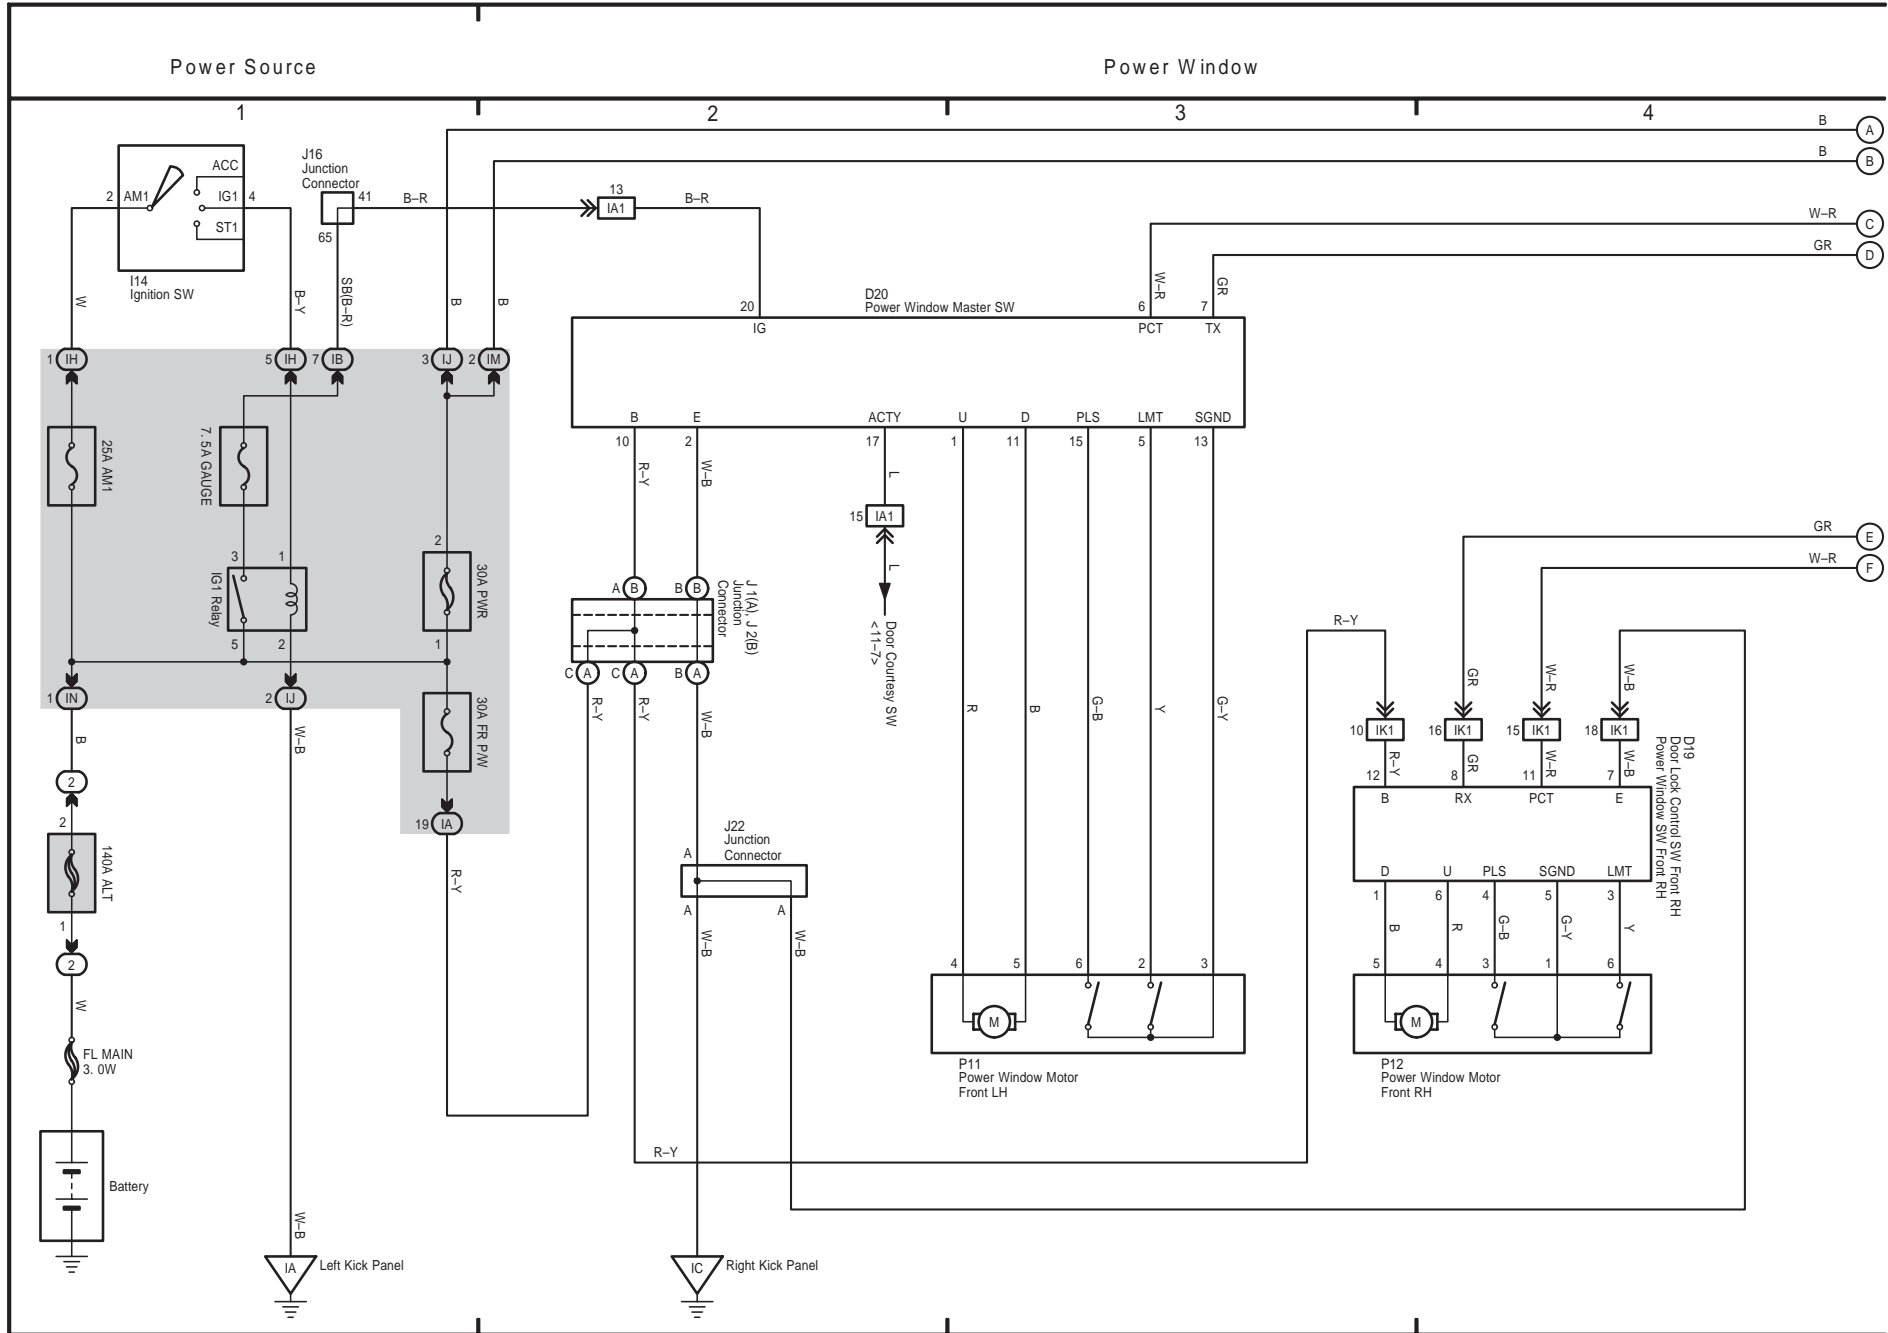 Power Source
Power Window
1
2
3
4
B
A
B
B
J16
Junction
Connector
ACC
2
AM1
IG1
4
ST1
41
65
B–R
13
IA1
B–R
W–R
C
GR
D
I14
Ignition SW
W
B–Y
SB(B–R)
B
B
W–R
GR
D20
Power Window Master SW
20
6
7
IG
PCT
TX
1
IH
5
IH
7
IB
3
IJ
2
IM
B
E
ACTY
U
D
PLS
LMT
SGND
10
2
17
1
11
15
5
13
25A AM1
7. 5A GAUGE
R–Y
W–B
L
15
IA1
GR
E
W–R
F
2
3
1
IG1 Relay
30A PWR
5
2
1
A
B
B
B
J 1(A), J 2(B)
Junction
Connector
L
Door Courtesy SW
<11–7>
C
A
C
A
B
A
R–Y
1
IN
2
IJ
R–Y
R–Y
W–B
R
B
G–B
Y
G–Y
GR
W–R
W–B
30A FR P/W
10
IK1
16
IK1
15
IK1
18
IK1
D19
Door Lock Control SW Front RH
Power Window SW Front RH
B
W–B
R–Y
GR
W–R
W–B
2
12
8
11
7
B
RX
PCT
E
2
140A ALT
1
19
IA
J22
Junction
Connector
A
A
A
R–Y
W–B
W–B
D
U
PLS
SGND
LMT
1
6
4
5
3
B
R
G–B
G–Y
Y
2
4
5
6
2
3
5
4
3
1
6
W
M
M
FL MAIN
3. 0W
P11
Power Window Motor
Front LH
P12
Power Window Motor
Front RH
R–Y
Battery
W–B
IA
Left Kick Panel
IC
Right Kick Panel